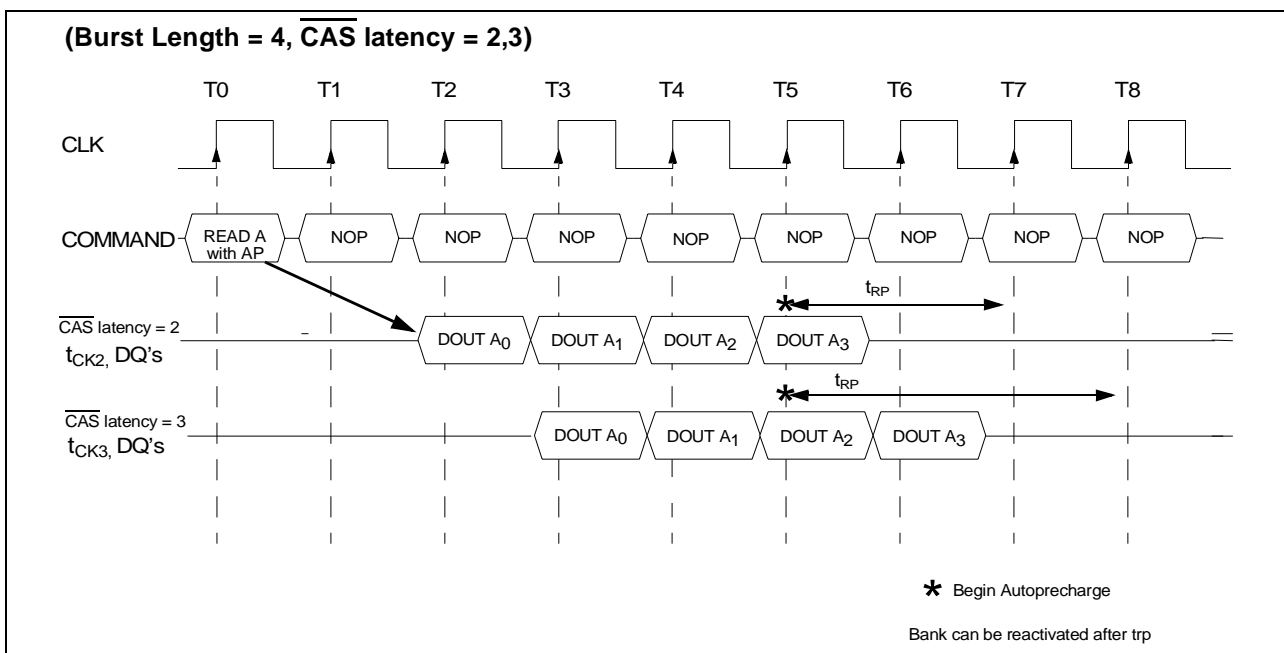 (Burst Length = 4, CAS latency = 2,3)
T0 T1 T2 T3 T4 T5 T6 T7 T8
CLK
COMMAND READ A with AP NOP NOP NOP NOP NOP NOP NOP NOP
* tRP
CAS latency = 2
tCK2, DQ's DOUT A0 DOUT A1 DOUT A2 DOUT A3
* tRP
CAS latency = 3
tCK3, DQ's DOUT A0 DOUT A1 DOUT A2 DOUT A3
* Begin Autoprecharge
Bank can be reactivated after trp